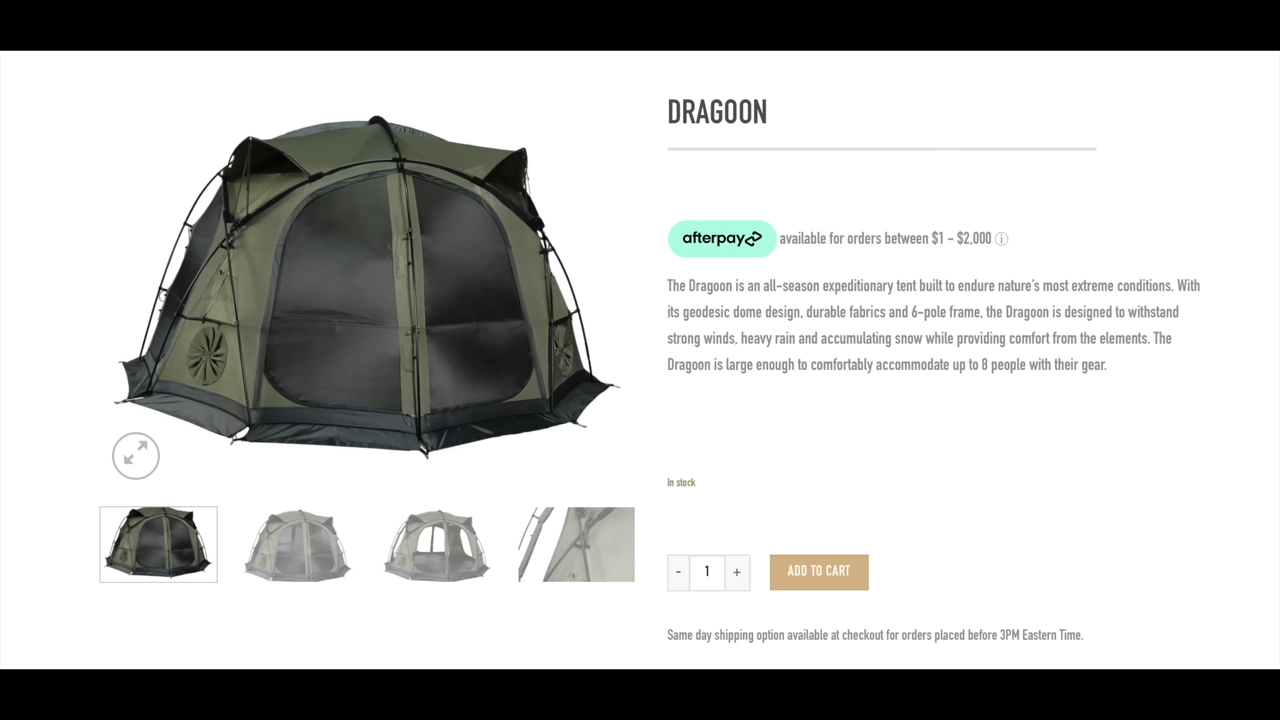 DRAGOON
afterpay available for orders between $1 - $2,000 ⓘ
The Dragoon is an all-season expeditionary tent built to endure nature's most extreme conditions. With
its geodesic dome design, durable fabrics and 6-pole frame, the Dragoon is designed to withstand
strong winds, heavy rain and accumulating snow while providing comfort from the elements. The
Dragoon is large enough to comfortably accommodate up to 8 people with their gear.
In stock
- 1 + ADD TO CART
Same day shipping option available at checkout for orders placed before 3PM Eastern Time.